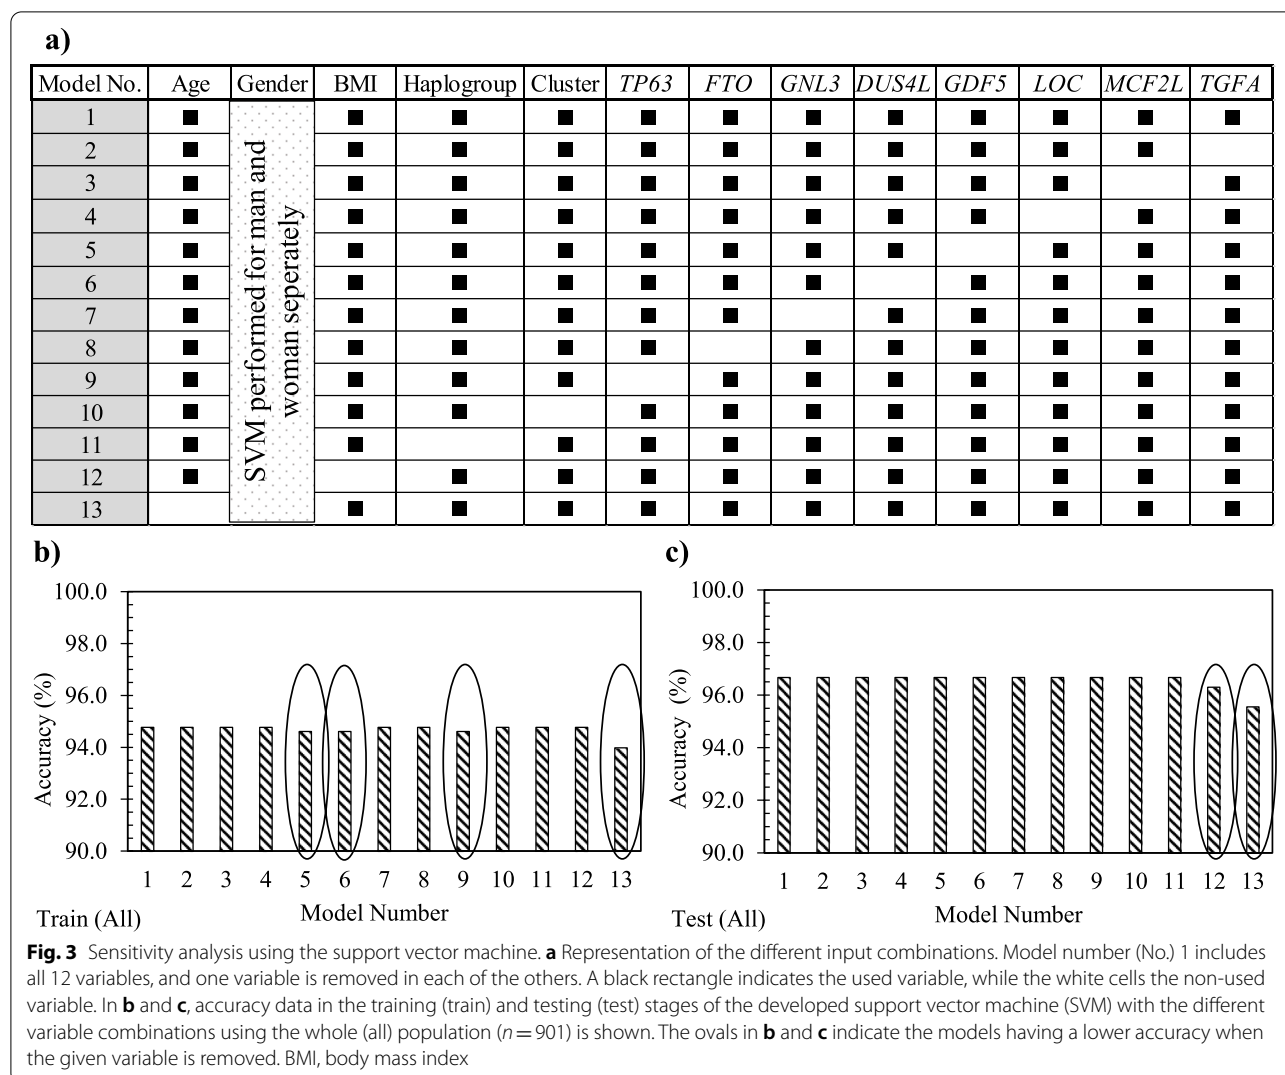 a)
Model No. Age Gender BMI Haplogroup Cluster TP63 FTO GNL3 DUS4L GDF5 LOC MCF2L TGFA
1
2
3
4
5
6
7
8
9
10
11
12
13
SVM performed for man and
woman seperately
b)
100.0
98.0
96.0
94.0
92.0
90.0
Accuracy (%)
1 2 3 4 5 6 7 8 9 10 11 12 13
Model Number
Train (All)
c)
100.0
98.0
96.0
94.0
92.0
90.0
Accuracy (%)
1 2 3 4 5 6 7 8 9 10 11 12 13
Model Number
Test (All)
Fig. 3 Sensitivity analysis using the support vector machine. a Representation of the different input combinations. Model number (No.) 1 includes
all 12 variables, and one variable is removed in each of the others. A black rectangle indicates the used variable, while the white cells the non-used
variable. In b and c, accuracy data in the training (train) and testing (test) stages of the developed support vector machine (SVM) with the different
variable combinations using the whole (all) population (n = 901) is shown. The ovals in b and c indicate the models having a lower accuracy when
the given variable is removed. BMI, body mass index